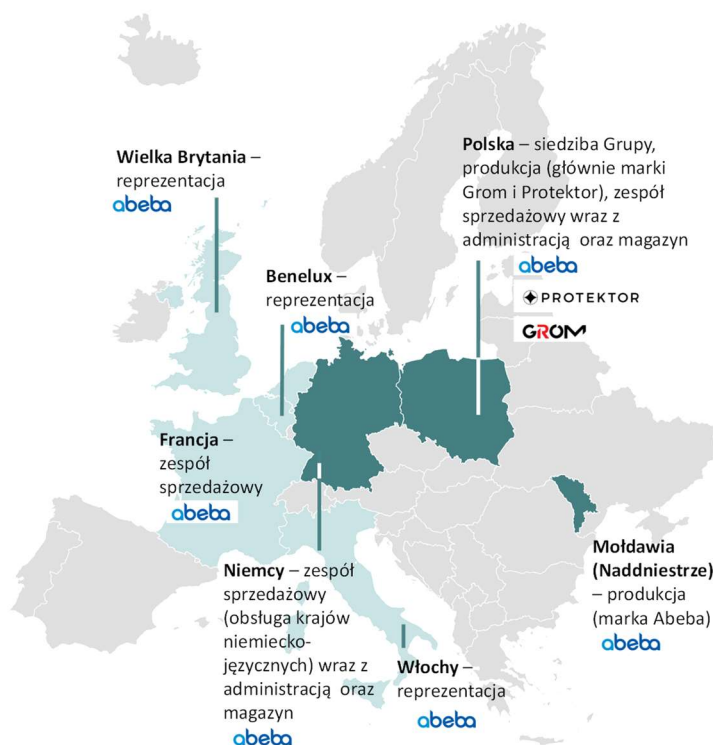 Wielka Brytania –
reprezentacja
abeba
Polska – siedziba Grupy,
produkcja (głównie marki
Grom i Protektor), zespół
sprzedażowy wraz z
administracją oraz magazyn
abeba
PROTEKTOR
GROM
Benelux –
reprezentacja
abeba
Francja –
zespół
sprzedażowy
abeba
Niemcy – zespół
sprzedażowy
(obsługa krajów
niemiecko-
języcznych) wraz z
administracją oraz
magazyn
abeba
Włochy –
reprezentacja
abeba
Mołdawia
(Naddniestrze)
– produkcja
(marka Abeba)
abeba